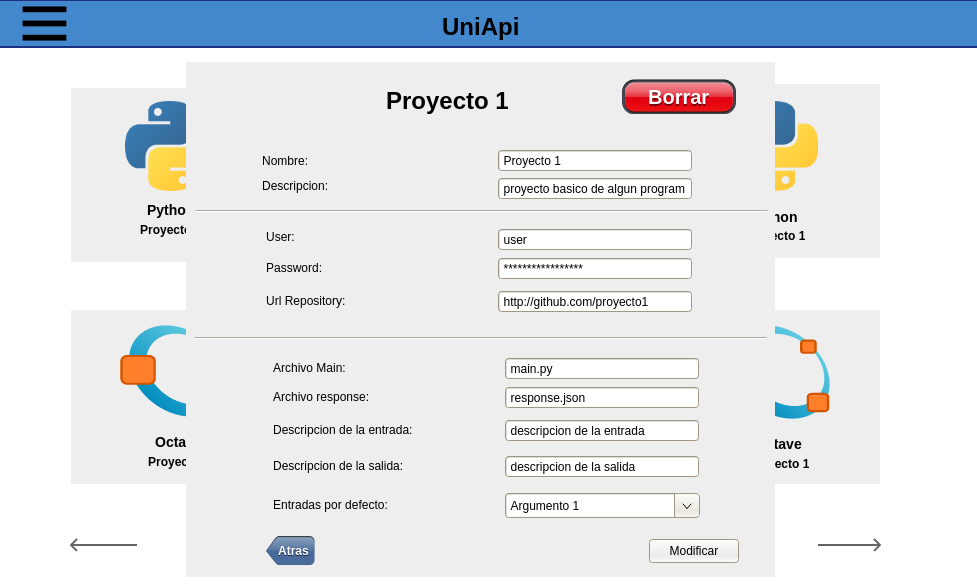 UniApi
Proyecto 1
Borrar
Nombre:
Proyecto 1
Descripcion:
proyecto basico de algun program
User:
user
Password:
*****************
Url Repository:
http://github.com/proyecto1
Archivo Main:
main.py
Archivo response:
response.json
Descripcion de la entrada:
descripcion de la entrada
Descripcion de la salida:
descripcion de la salida
Entradas por defecto:
Argumento 1
Atras
Modificar
Pytho
Proyecto
hon
ecto 1
Octa
Proyec
tave
ecto 1